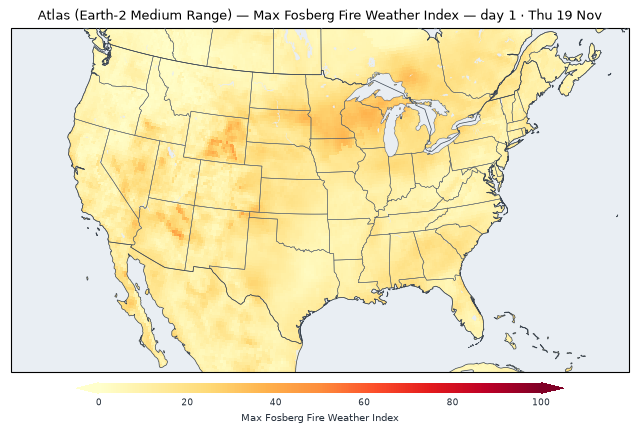 Atlas (Earth-2 Medium Range) — Max Fosberg Fire Weather Index — day 1 · Thu 19 Nov
0 20 40 60 80 100
Max Fosberg Fire Weather Index